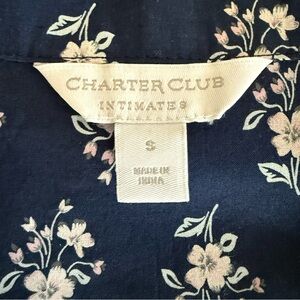 CHARTER CLUB
INTIMATES
S
MADE IN
INDIA